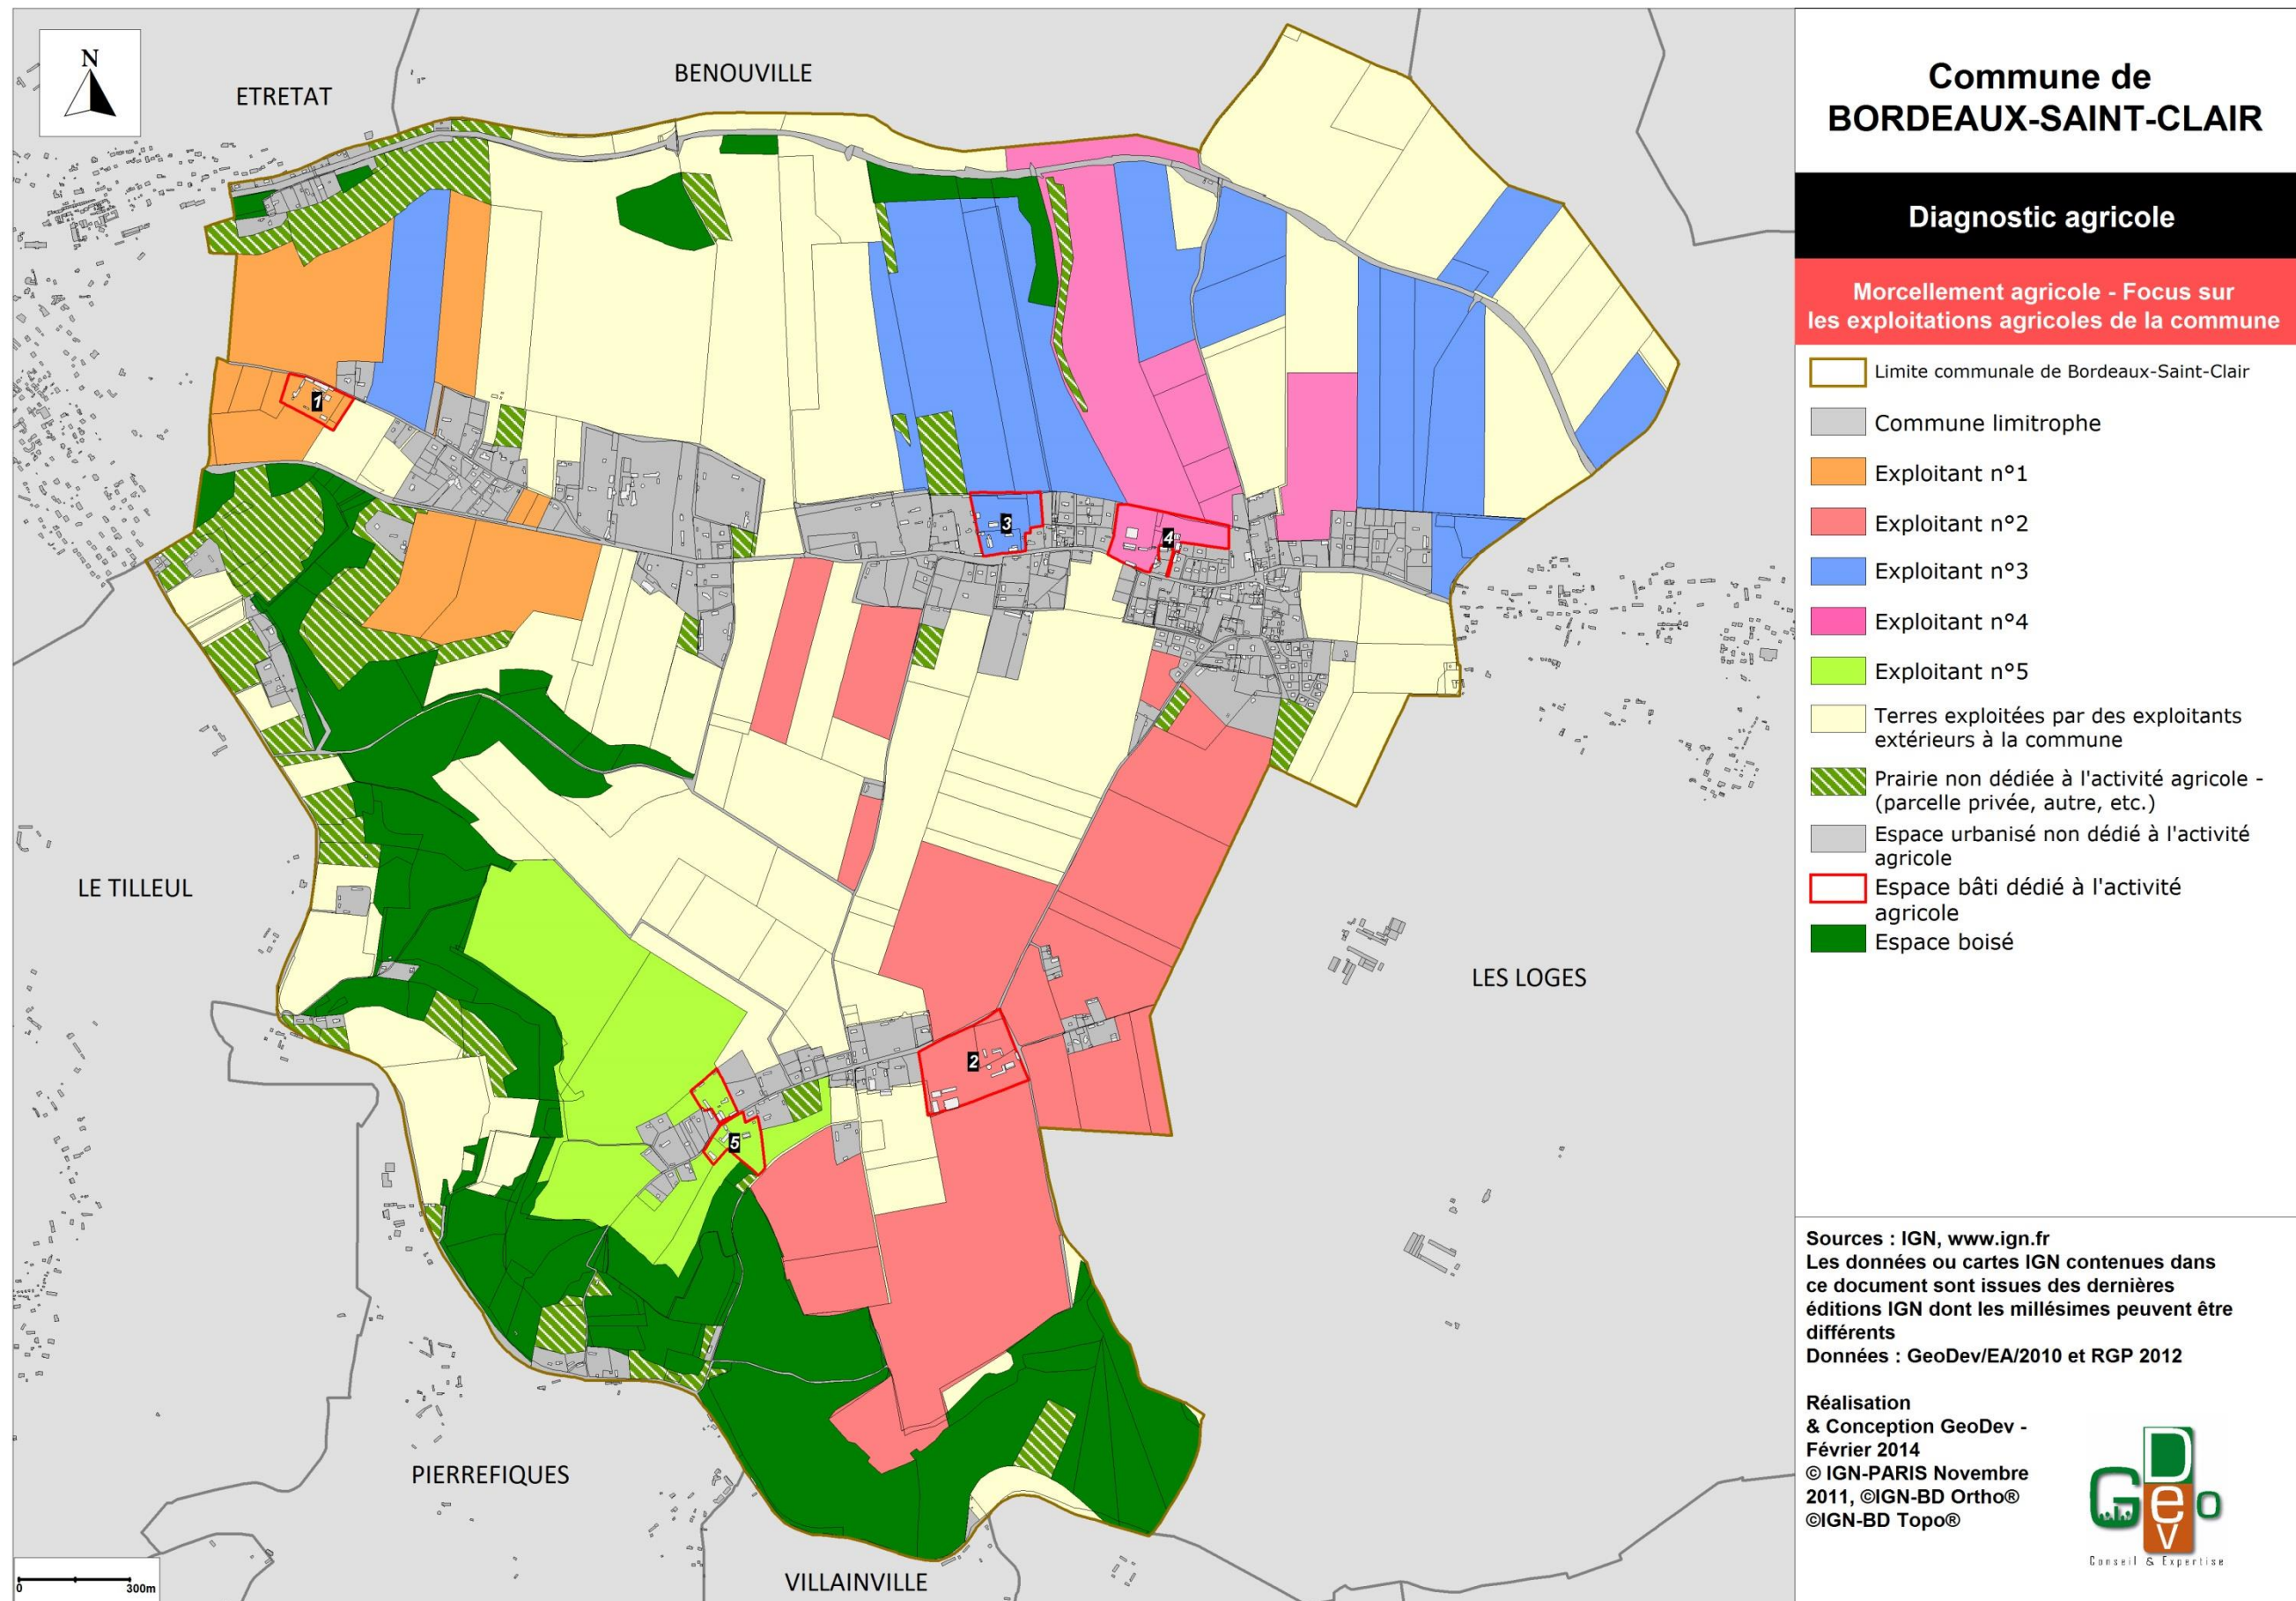 N
ETRETAT
BENOUVILLE
LE TILLEUL
LES LOGES
PIERREFIQUES
VILLAINVILLE
1
3
4
2
5
0
300m
Commune de
BORDEAUX-SAINT-CLAIR
Diagnostic agricole
Morcellement agricole - Focus sur
les exploitations agricoles de la commune
Limite communale de Bordeaux-Saint-Clair
Commune limitrophe
Exploitant n°1
Exploitant n°2
Exploitant n°3
Exploitant n°4
Exploitant n°5
Terres exploitées par des exploitants
extérieurs à la commune
Prairie non dédiée à l'activité agricole -
(parcelle privée, autre, etc.)
Espace urbanisé non dédié à l'activité
agricole
Espace bâti dédié à l'activité
agricole
Espace boisé
Sources : IGN, www.ign.fr
Les données ou cartes IGN contenues dans
ce document sont issues des dernières
éditions IGN dont les millésimes peuvent être
différents
Données : GeoDev/EA/2010 et RGP 2012
Réalisation
& Conception GeoDev -
Février 2014
© IGN-PARIS Novembre
2011, ©IGN-BD Ortho®
©IGN-BD Topo®
GeoDev
Conseil & Expertise